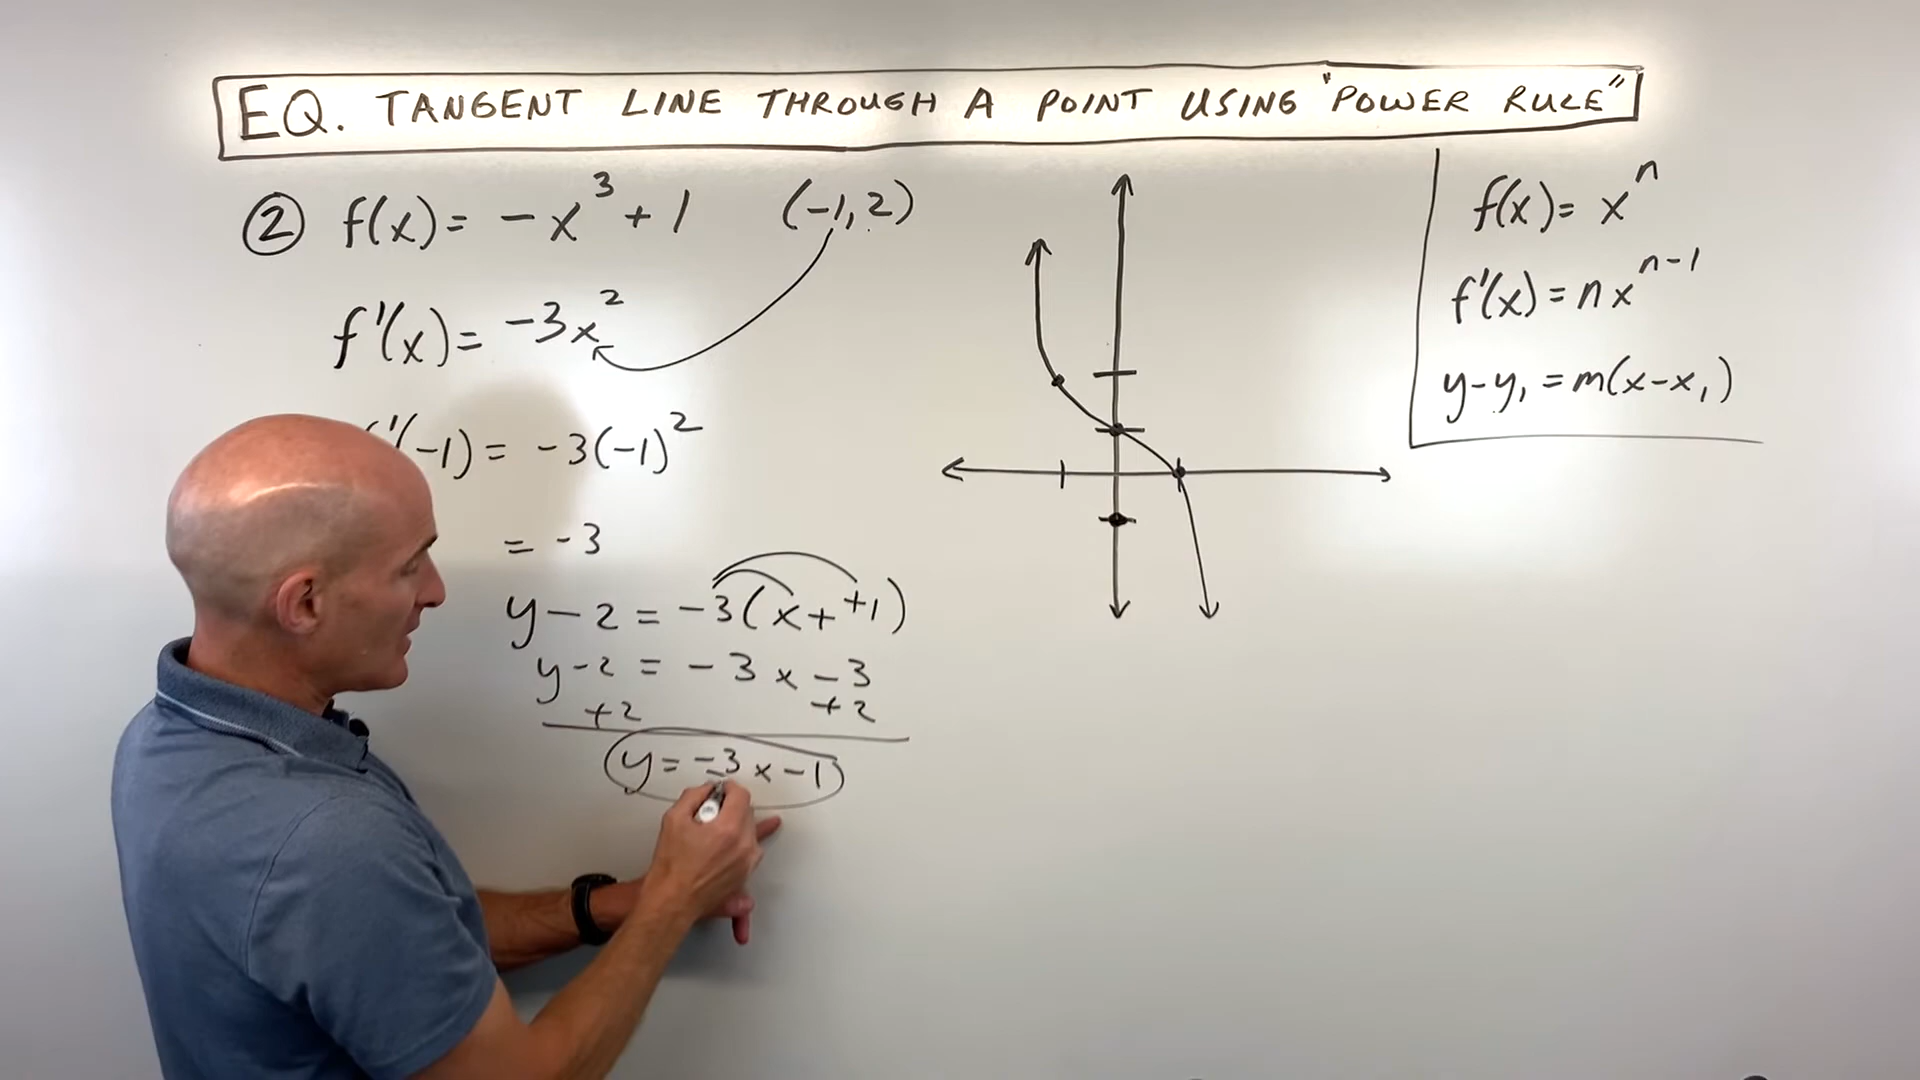 EQ. TANGENT LINE THROUGH A POINT USING "POWER RULE"
② f(x)= -x³+1 (-1,2)
f'(x)= -3x²
f'(-1)= -3(-1)²
= -3
y-2 = -3(x+ +1)
y-2 = -3x-3
+2 +2
y= -3x-1
f(x)= xⁿ
f'(x)= nxⁿ⁻¹
y-y₁ = m(x-x₁)